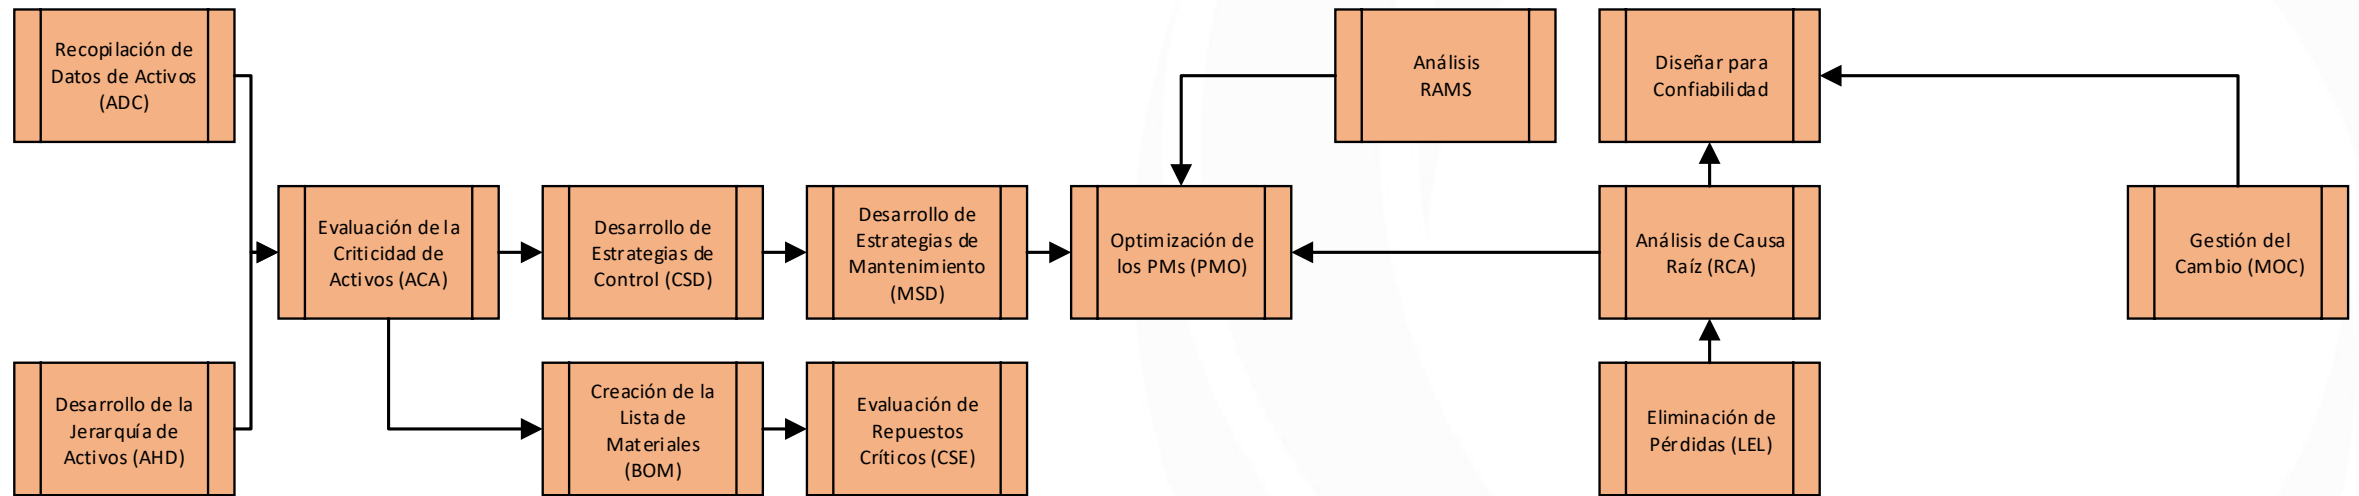 Recopilación de
Datos de Activos
(ADC)
Análisis
RAMS
Diseñar para
Confiabilidad
Evaluación de la
Criticidad de
Activos (ACA)
Desarrollo de
Estrategias de
Control (CSD)
Desarrollo de
Estrategias de
Mantenimiento
(MSD)
Optimización de
los PMs (PMO)
Análisis de Causa
Raíz (RCA)
Gestión del
Cambio (MOC)
Desarrollo de la
Jerarquía de
Activos (AHD)
Creación de la
Lista de
Materiales
(BOM)
Evaluación de
Repuestos
Críticos (CSE)
Eliminación de
Pérdidas (LEL)